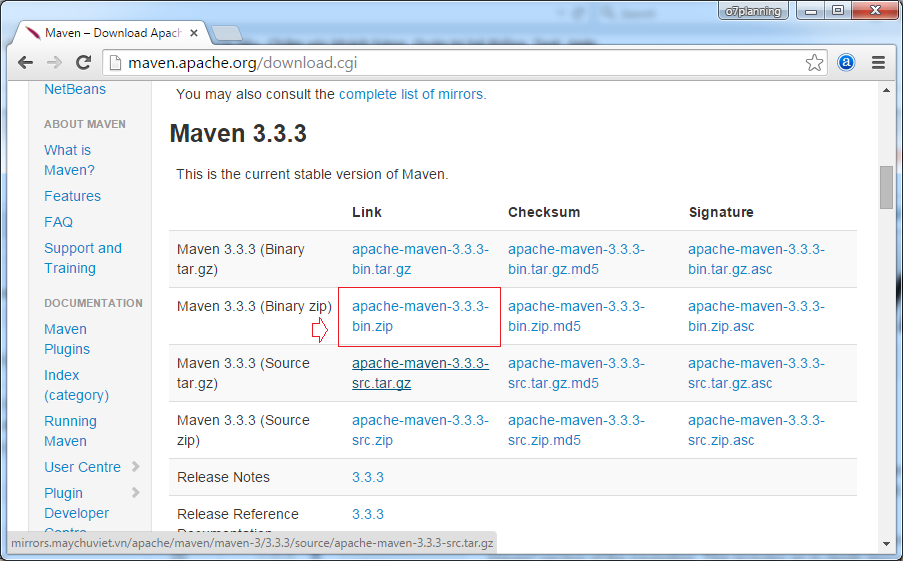 o7planning
Maven – Download Apach
maven.apache.org/download.cgi
NetBeans
ABOUT MAVEN
What is
Maven?
Features
FAQ
Support and
Training
DOCUMENTATION
Maven
Plugins
Index
(category)
Running
Maven
User Centre
Plugin
Developer
Centre
You may also consult the complete list of mirrors.
Maven 3.3.3
This is the current stable version of Maven.
Link Checksum Signature
Maven 3.3.3 (Binary apache-maven-3.3.3- apache-maven-3.3.3- apache-maven-3.3.3-
tar.gz) bin.tar.gz bin.tar.gz.md5 bin.tar.gz.asc
Maven 3.3.3 (Binary zip) apache-maven-3.3.3- apache-maven-3.3.3- apache-maven-3.3.3-
bin.zip bin.zip.md5 bin.zip.asc
Maven 3.3.3 (Source apache-maven-3.3.3- apache-maven-3.3.3- apache-maven-3.3.3-
tar.gz) src.tar.gz src.tar.gz.md5 src.tar.gz.asc
Maven 3.3.3 (Source apache-maven-3.3.3- apache-maven-3.3.3- apache-maven-3.3.3-
zip) src.zip src.zip.md5 src.zip.asc
Release Notes 3.3.3
Release Reference 3.3.3
Documentation
mirrors.maychuviet.vn/apache/maven/maven-3/3.3.3/source/apache-maven-3.3.3-src.tar.gz